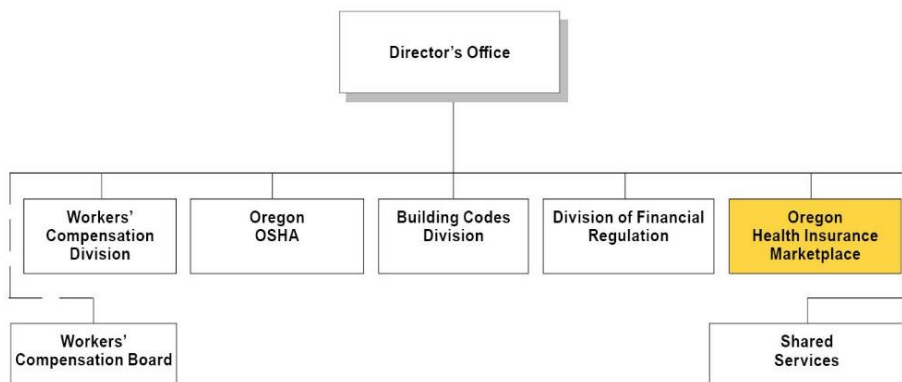 Director's Office
Workers'
Compensation
Division
Oregon
OSHA
Building Codes
Division
Division of Financial
Regulation
Oregon
Health Insurance
Marketplace
Workers'
Compensation Board
Shared
Services